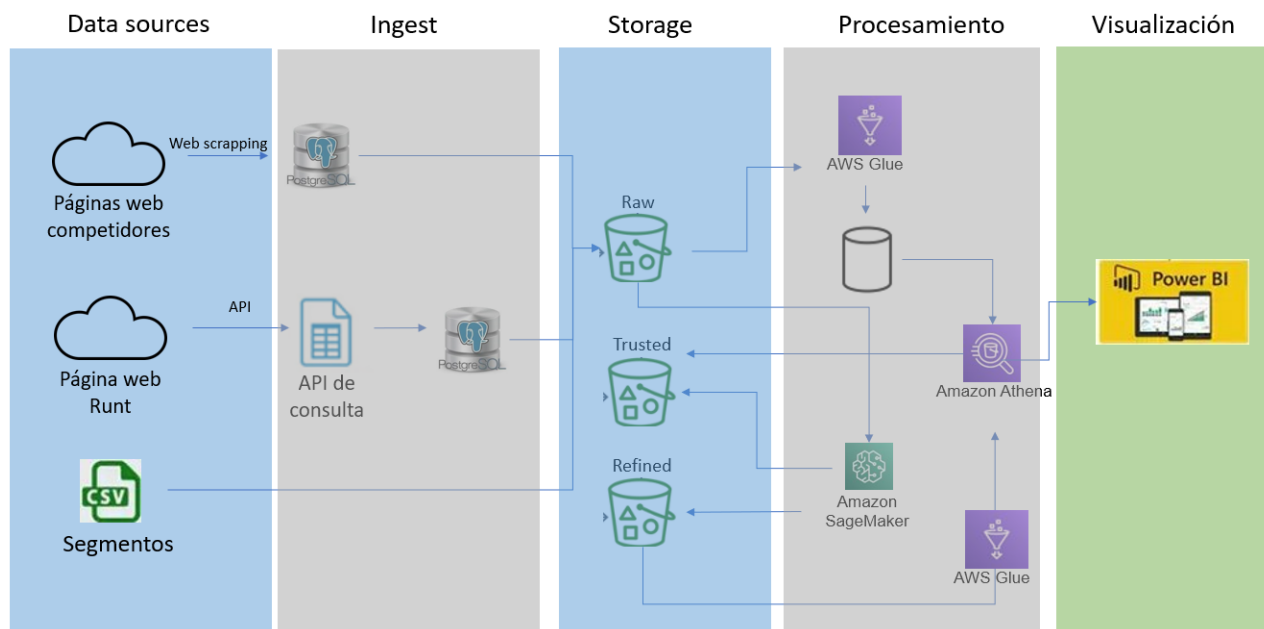 Data sources
Ingest
Storage
Procesamiento
Visualización
Web scrapping
PostgreSQL
Páginas web
competidores
AWS Glue
Raw
API
API de
consulta
PostgreSQL
Página web
Runt
Trusted
Amazon Athena
Power BI
CSV
Segmentos
Refined
Amazon
SageMaker
AWS Glue